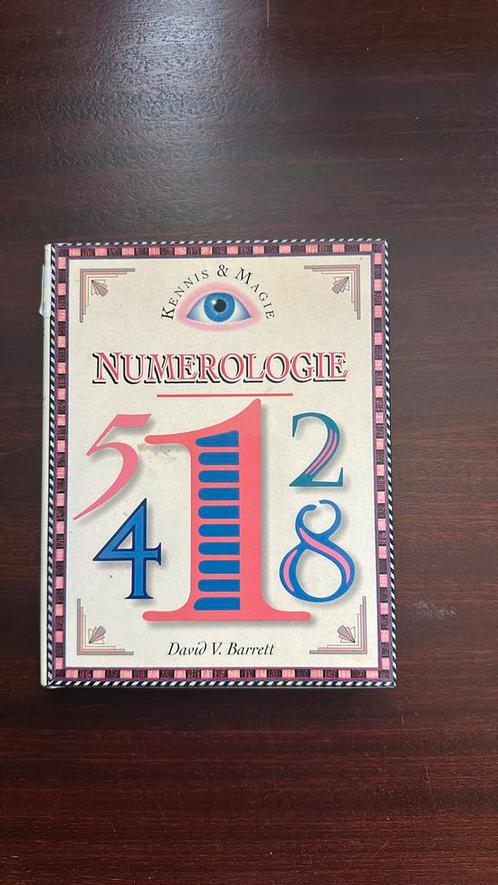 KENNIS & MAGIE
NUMEROLOGIE
5 1 2
4 8
David V. Barrett